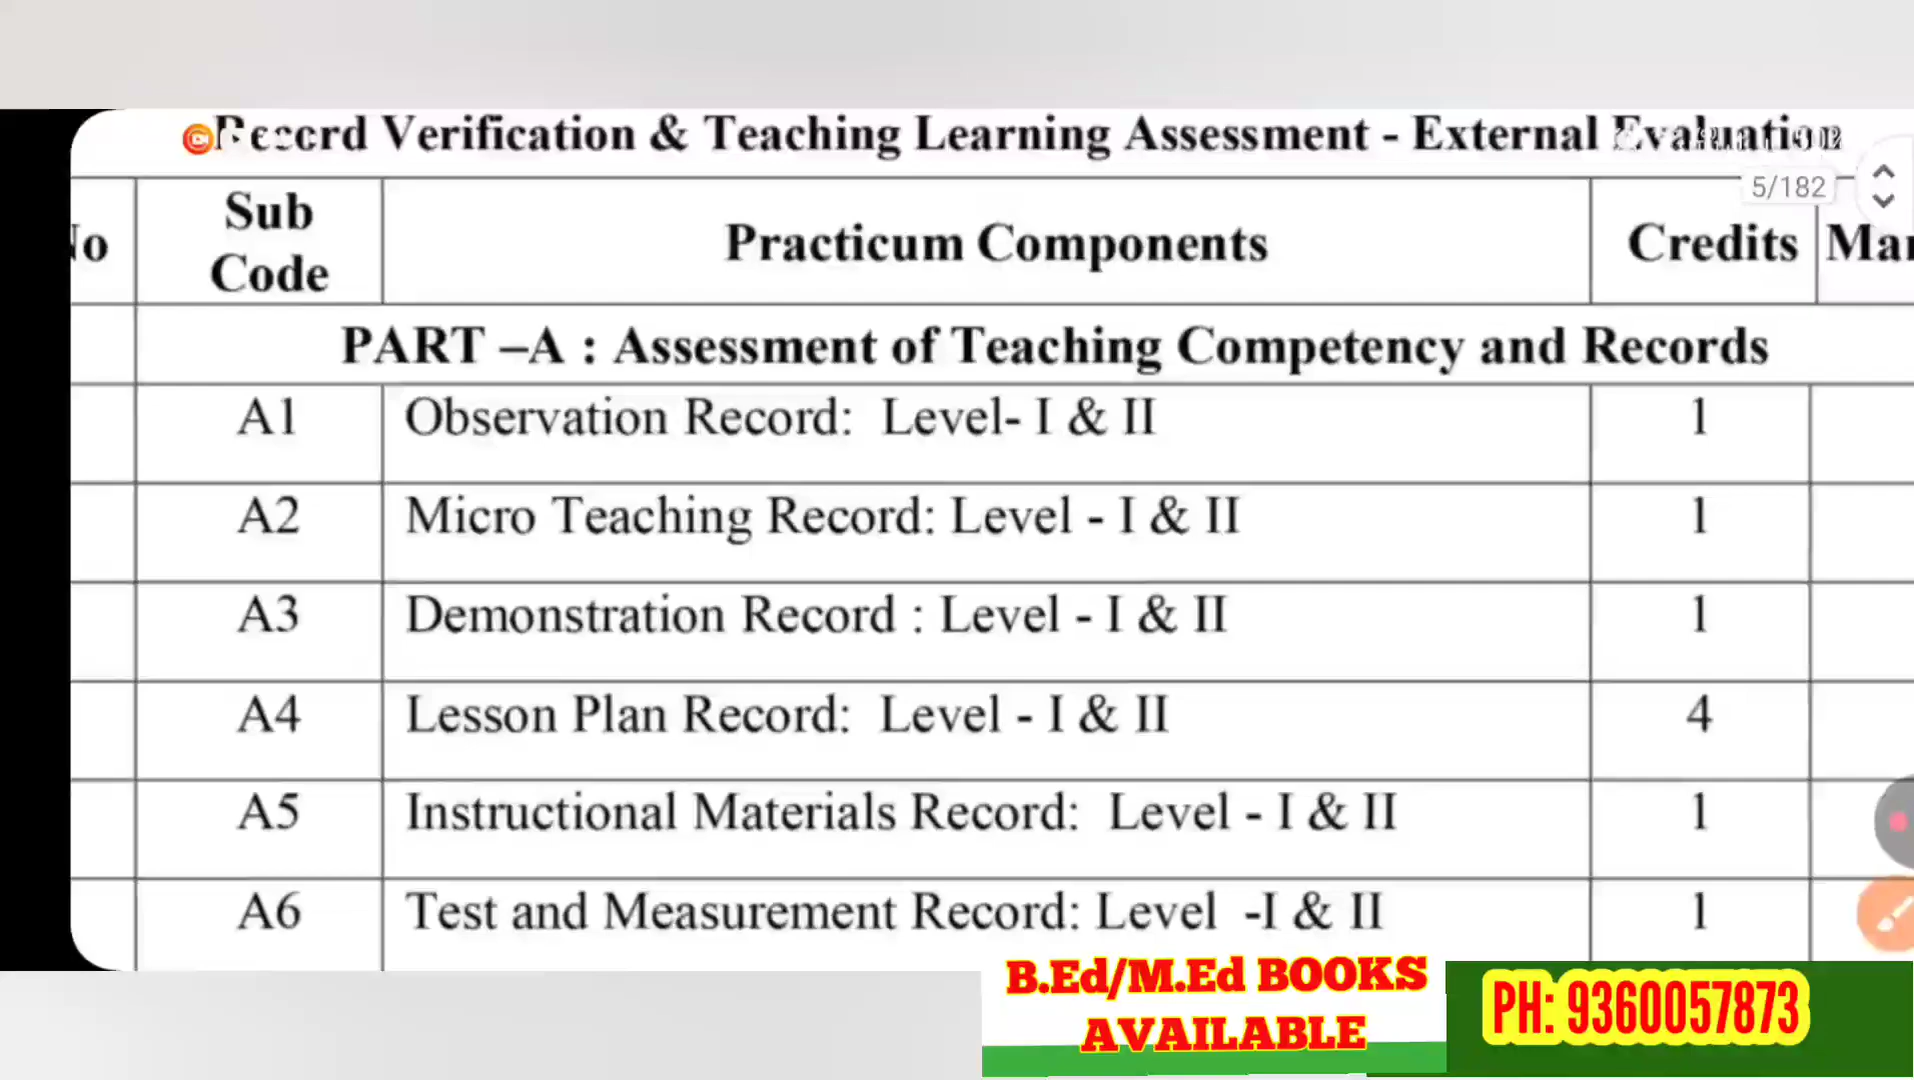 Record Verification & Teaching Learning Assessment - External Evaluation
5/182
No Sub Code Practicum Components Credits
PART –A : Assessment of Teaching Competency and Records
A1 Observation Record: Level- I & II 1
A2 Micro Teaching Record: Level - I & II 1
A3 Demonstration Record : Level - I & II 1
A4 Lesson Plan Record: Level - I & II 4
A5 Instructional Materials Record: Level - I & II 1
A6 Test and Measurement Record: Level -I & II 1
B.Ed/M.Ed BOOKS
AVAILABLE
PH: 9360057873